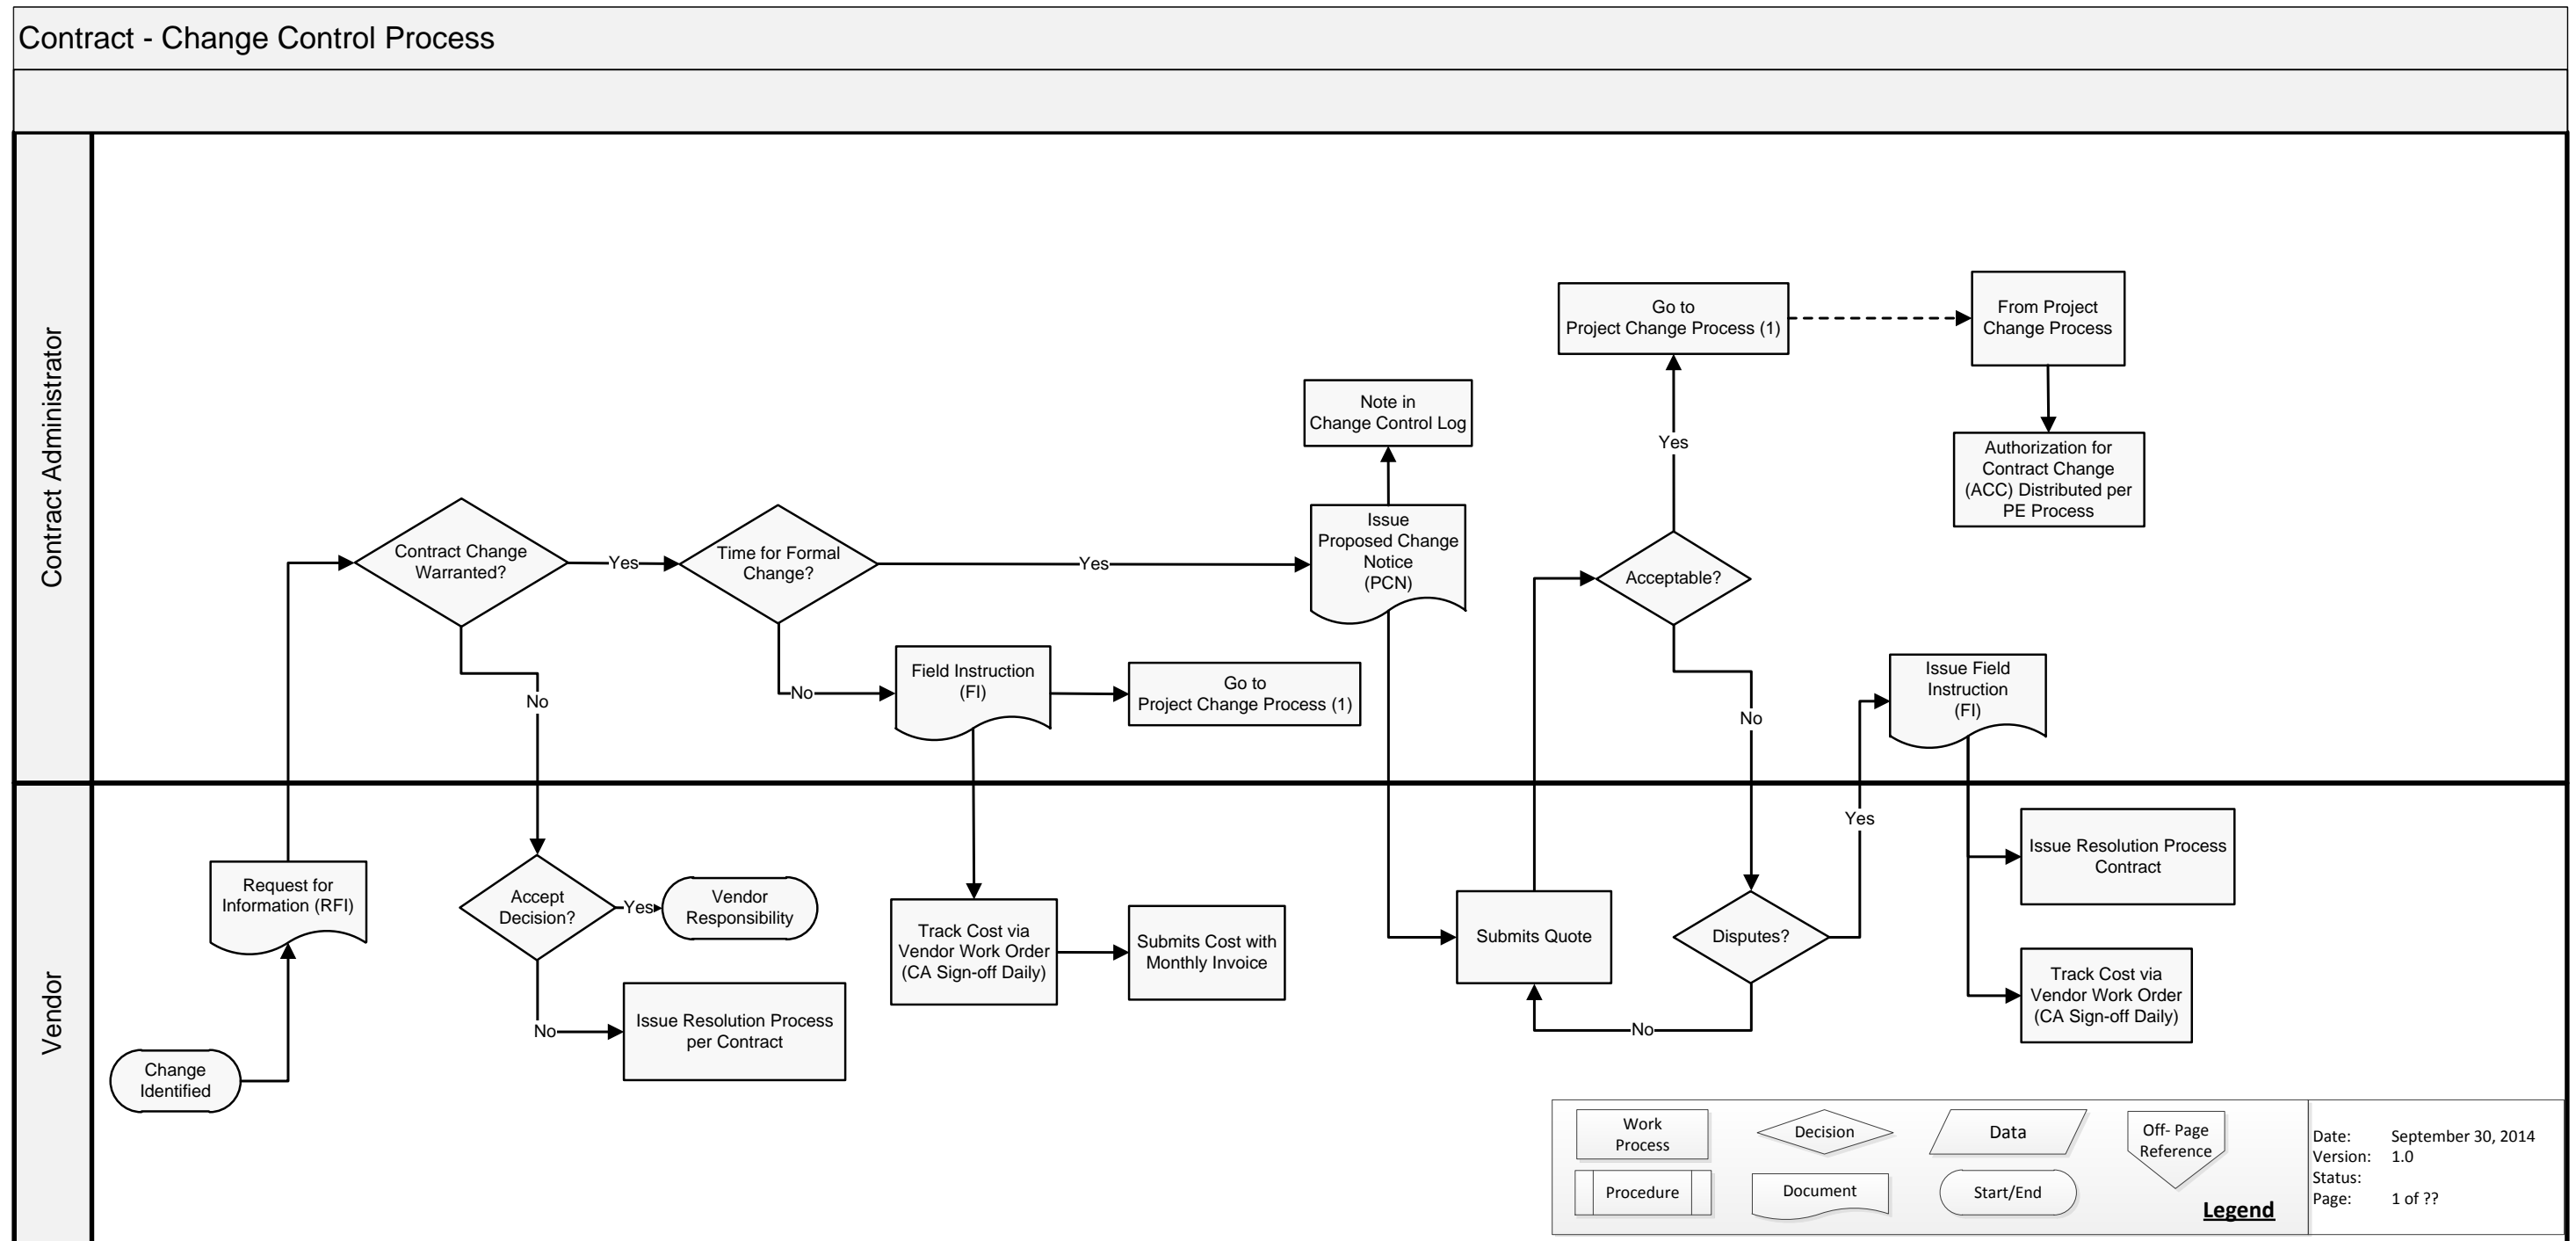 Contract - Change Control Process
Contract Administrator
Go to
Project Change Process (1)
From Project
Change Process
Note in
Change Control Log
Yes
Authorization for
Contract Change
(ACC) Distributed per
PE Process
Contract Change
Warranted?
Yes
Time for Formal
Change?
Yes
Issue
Proposed Change
Notice
(PCN)
Acceptable?
No
No
Field Instruction
(FI)
Go to
Project Change Process (1)
No
Issue Field
Instruction
(FI)
Vendor
Request for
Information (RFI)
Accept
Decision?
Yes
Vendor
Responsibility
No
Issue Resolution Process
per Contract
Change
Identified
Track Cost via
Vendor Work Order
(CA Sign-off Daily)
Submits Cost with
Monthly Invoice
Submits Quote
Disputes?
Yes
No
Issue Resolution Process
Contract
Track Cost via
Vendor Work Order
(CA Sign-off Daily)
Work
Process
Decision
Data
Off- Page
Reference
Procedure
Document
Start/End
Legend
Date: September 30, 2014
Version: 1.0
Status:
Page: 1 of ??